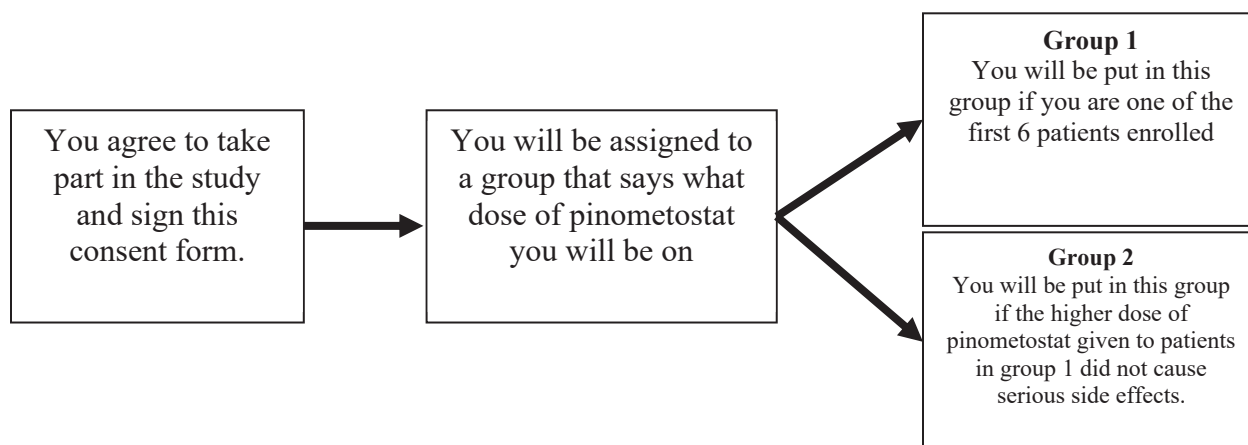 You agree to take
part in the study
and sign this
consent form.
You will be assigned to
a group that says what
dose of pinometostat
you will be on
Group 1
You will be put in this
group if you are one of the
first 6 patients enrolled
Group 2
You will be put in this group
if the higher dose of
pinometostat given to patients
in group 1 did not cause
serious side effects.